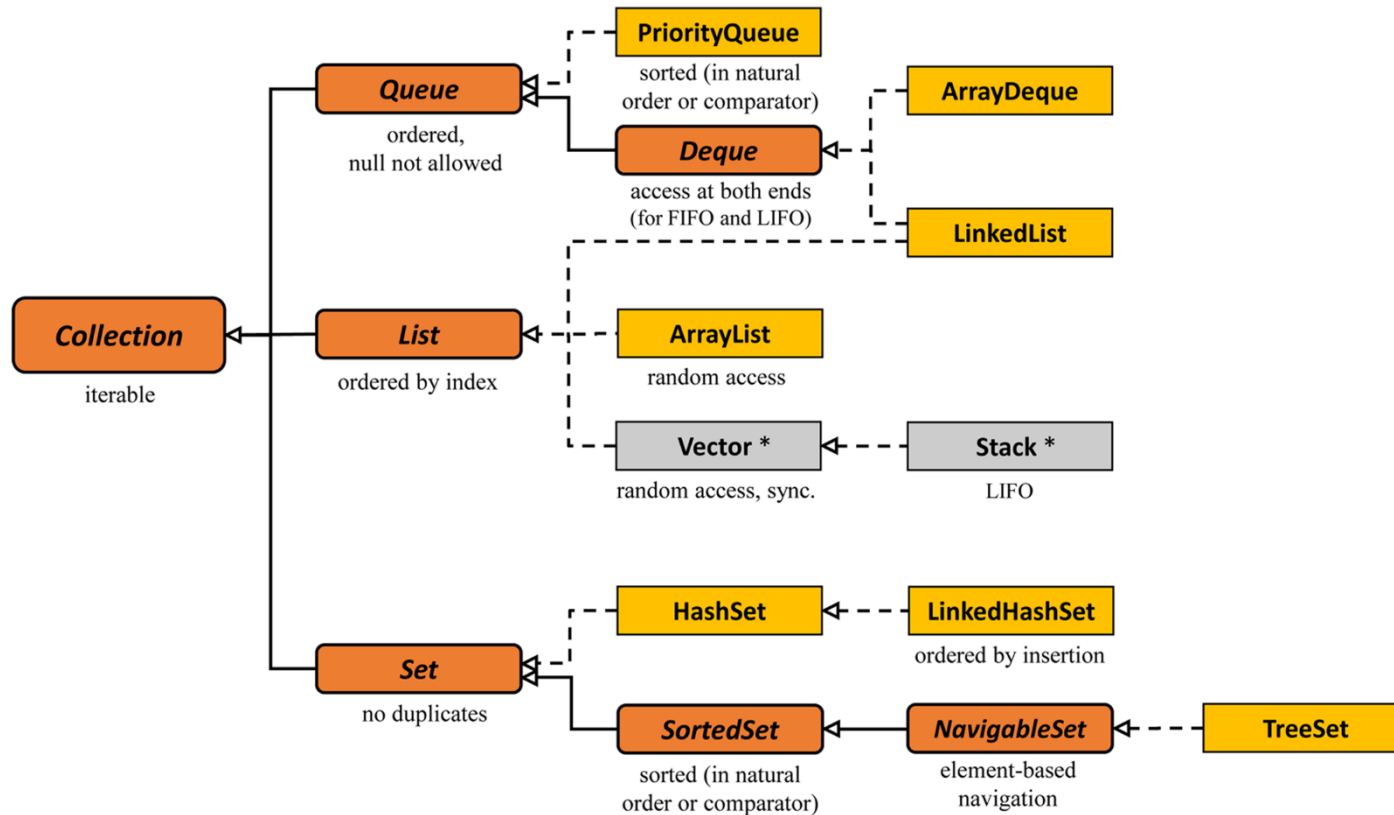 PriorityQueue
sorted (in natural
order or comparator)
Queue
ordered,
null not allowed
ArrayDeque
Deque
access at both ends
(for FIFO and LIFO)
LinkedList
Collection
iterable
List
ordered by index
ArrayList
random access
Vector *
random access, sync.
Stack *
LIFO
HashSet
LinkedHashSet
ordered by insertion
Set
no duplicates
SortedSet
sorted (in natural
order or comparator)
NavigableSet
element-based
navigation
TreeSet